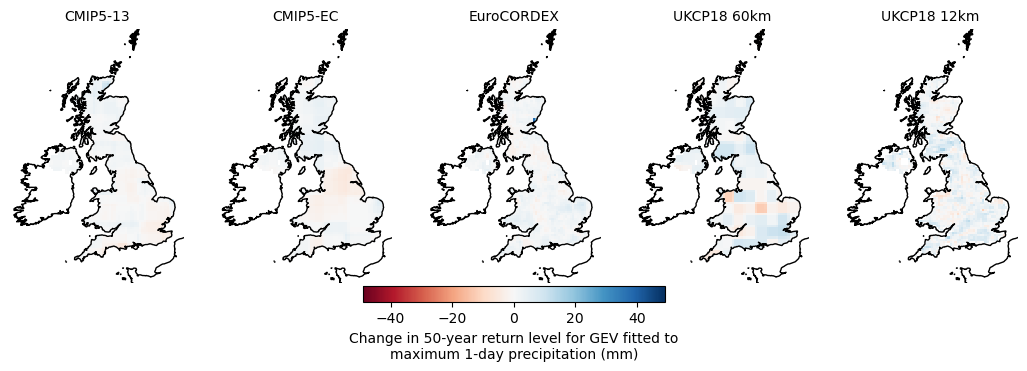 CMIP5-13 CMIP5-EC EuroCORDEX UKCP18 60km UKCP18 12km
−40 −20 0 20 40
Change in 50-year return level for GEV fitted to
maximum 1-day precipitation (mm)